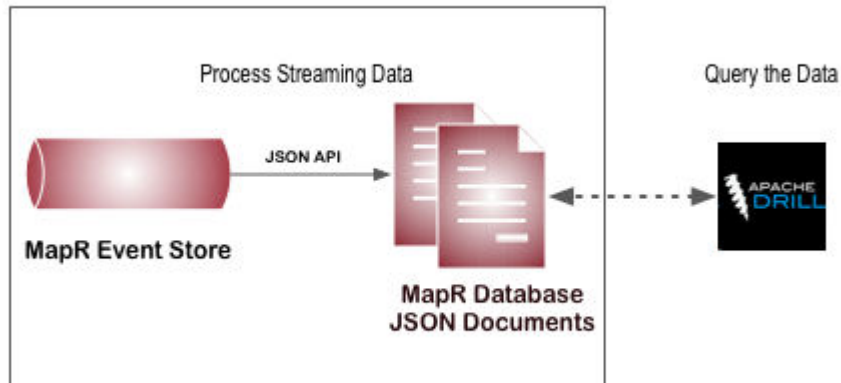 Process Streaming Data
Query the Data
JSON API
APACHE
DRILL
MapR Event Store
MapR Database
JSON Documents